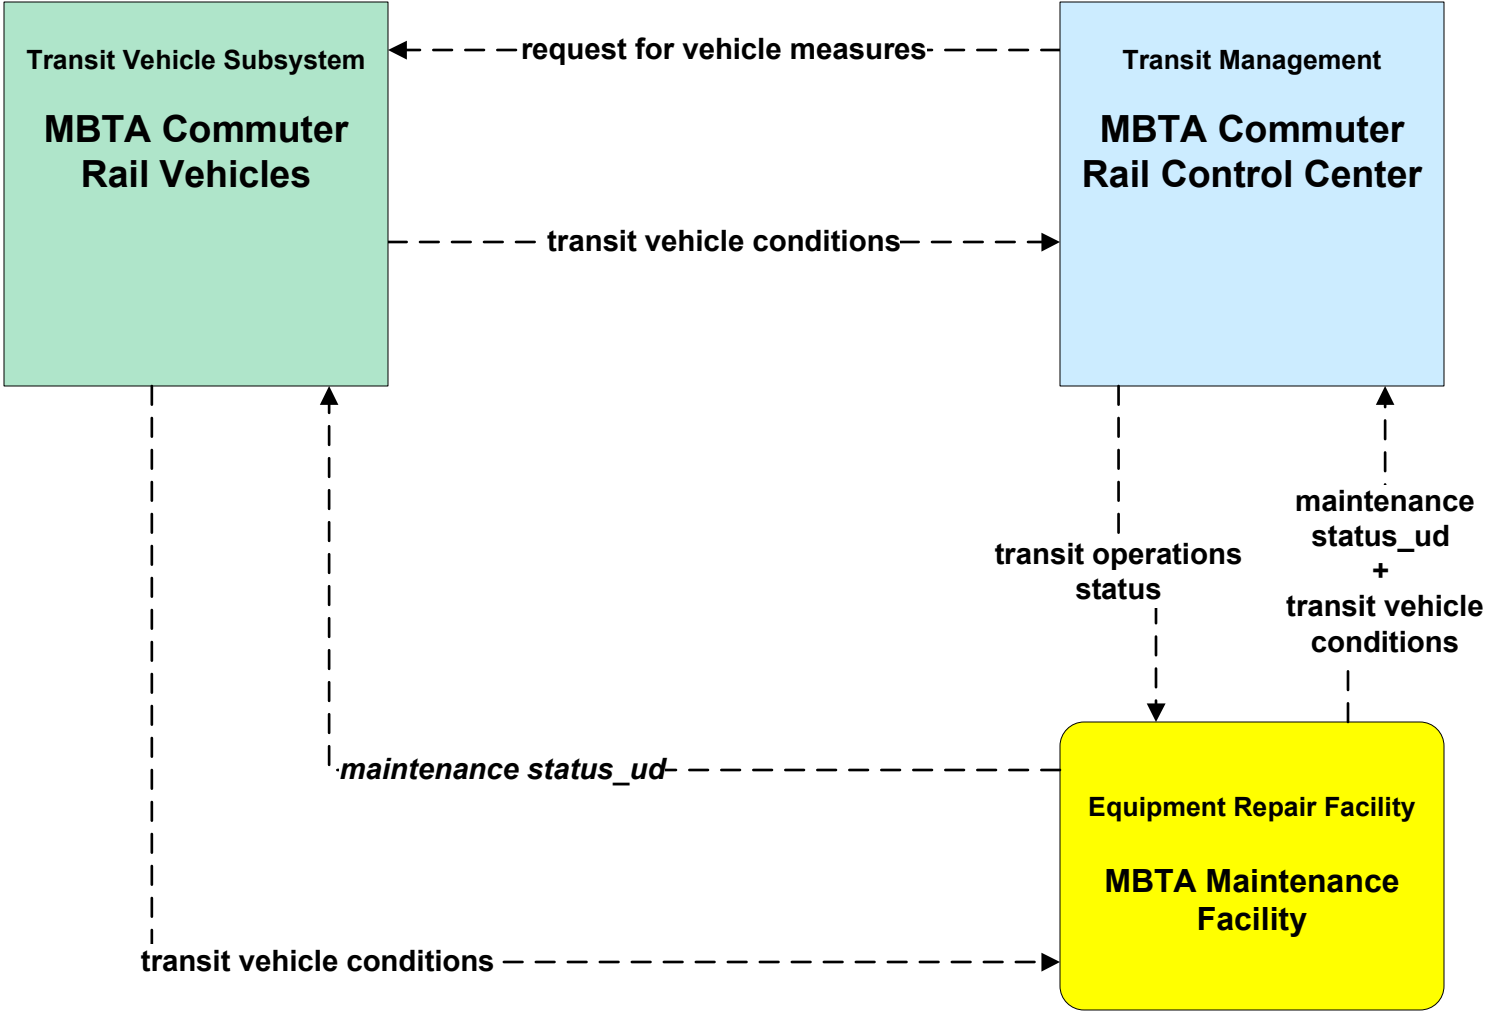 Transit Vehicle Subsystem
MBTA Commuter
Rail Vehicles
request for vehicle measures
Transit Management
MBTA Commuter
Rail Control Center
transit vehicle conditions
transit operations
status
maintenance
status_ud
+
transit vehicle
conditions
maintenance status_ud
Equipment Repair Facility
MBTA Maintenance
Facility
transit vehicle conditions